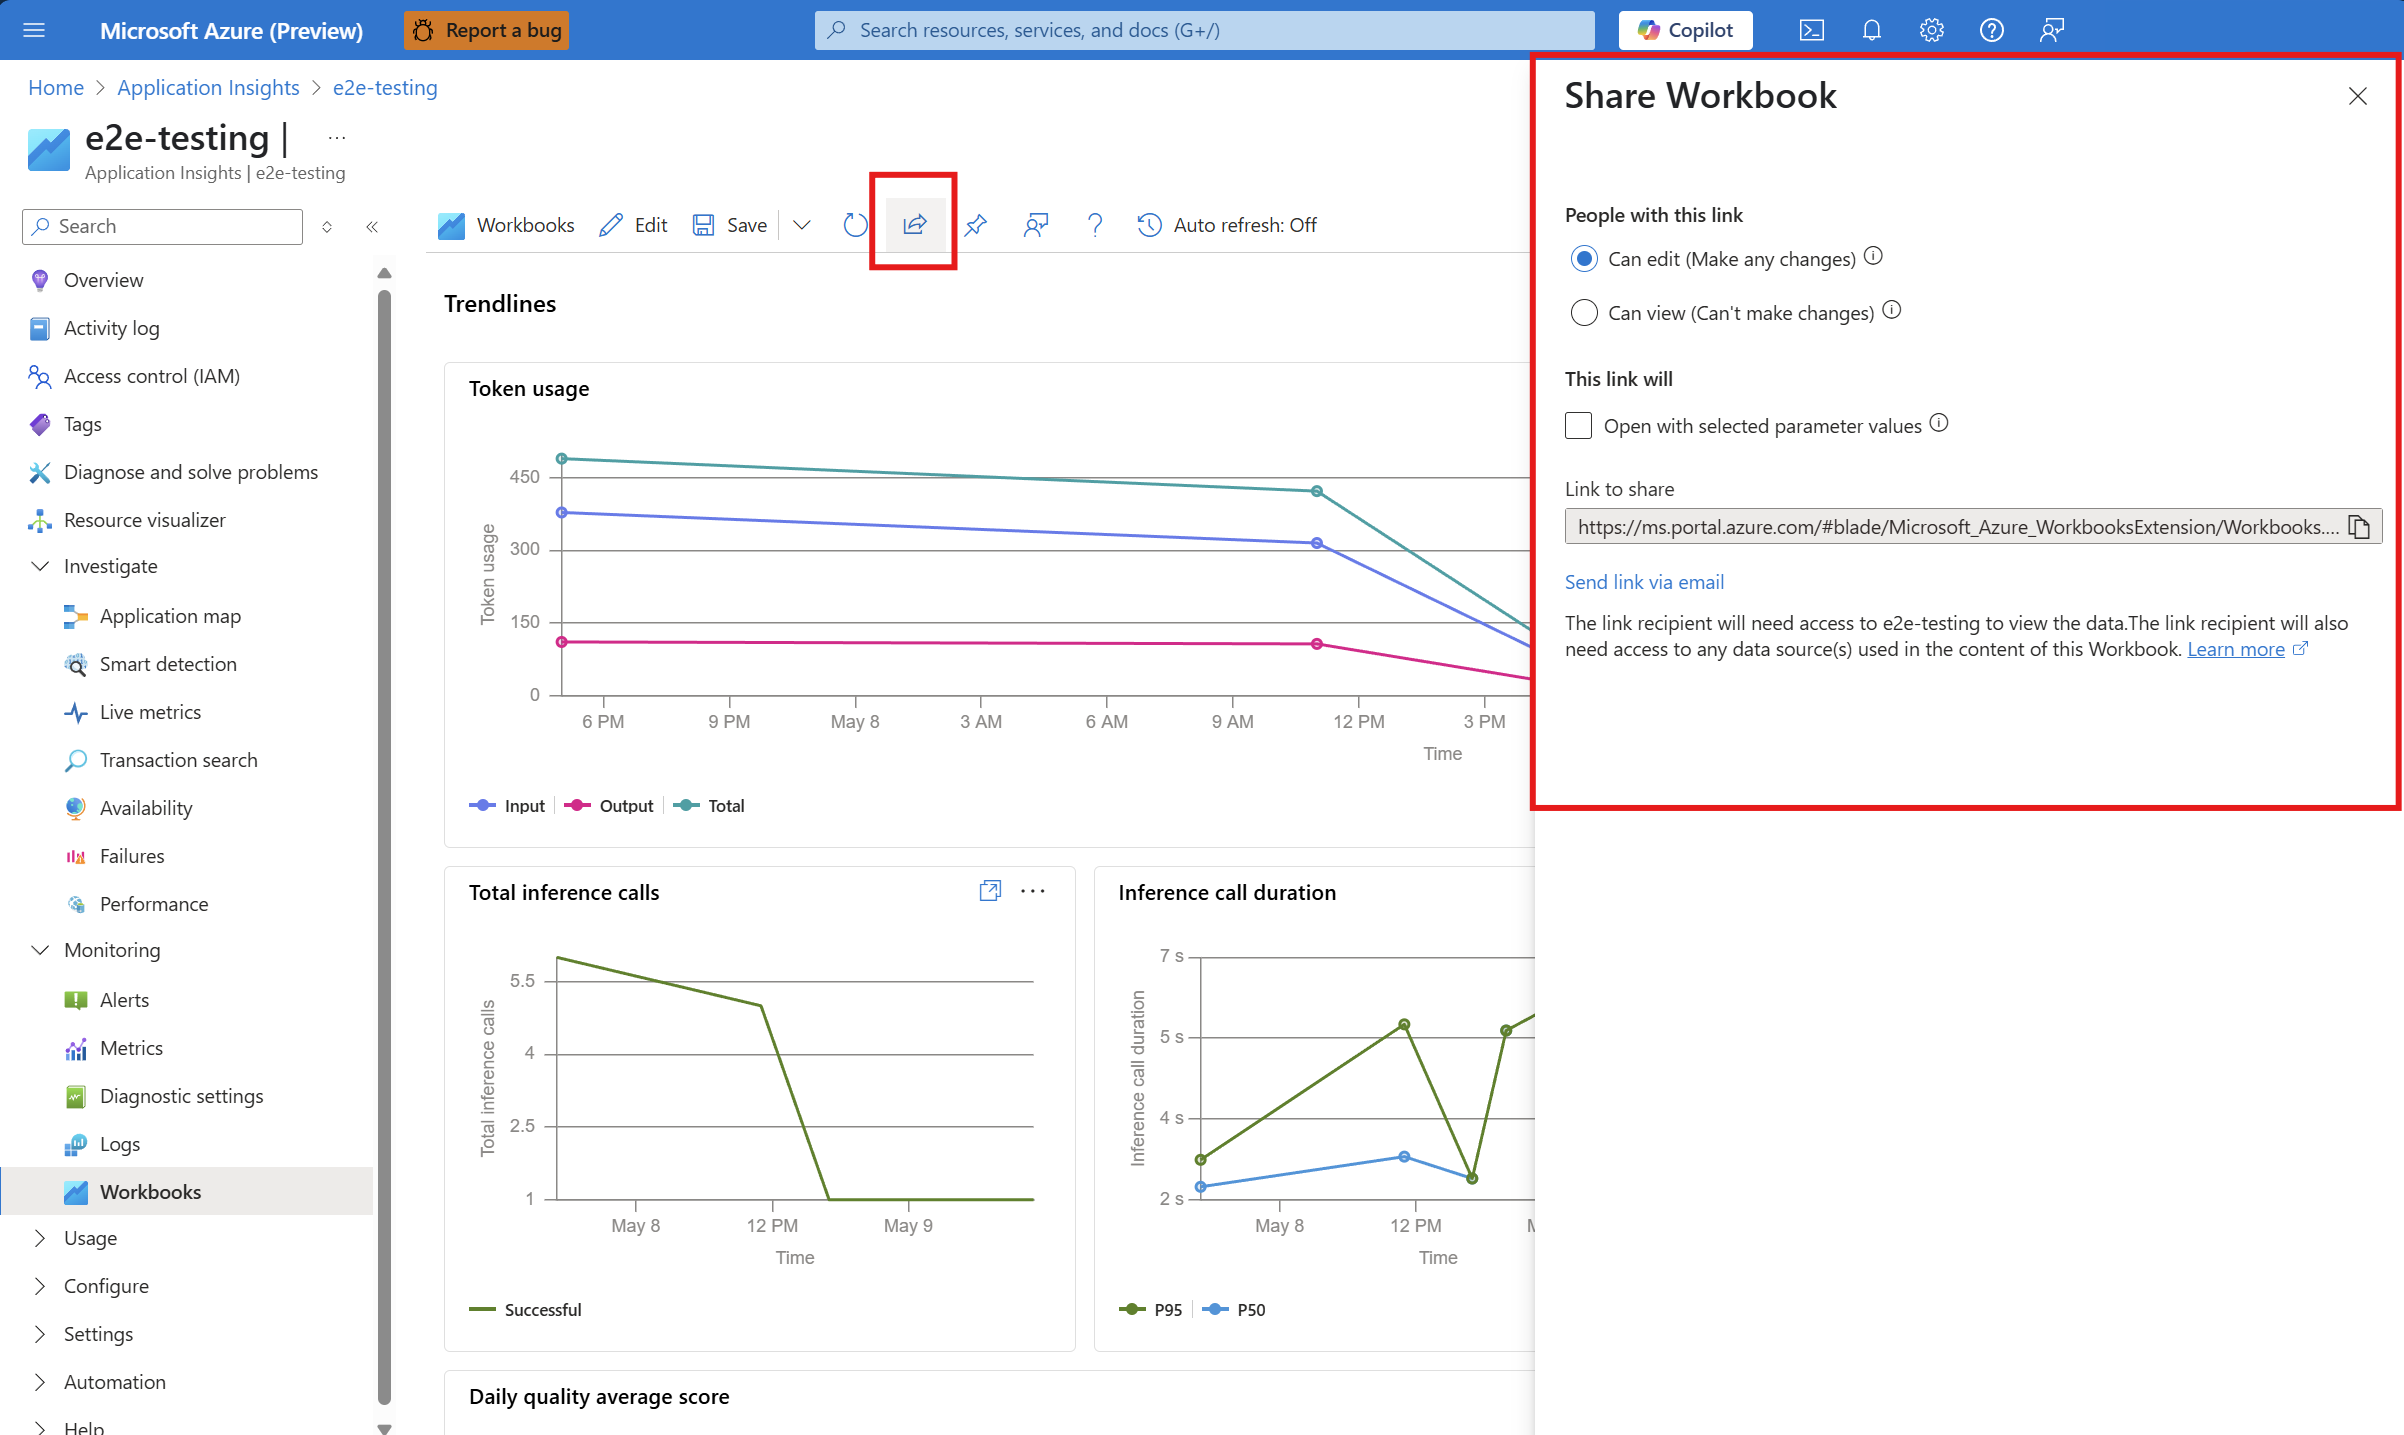 Microsoft Azure (Preview)
Report a bug
Search resources, services, and docs (G+/)
Copilot
Home > Application Insights > e2e-testing
e2e-testing | ...
Application Insights | e2e-testing
Search
Overview
Activity log
Access control (IAM)
Tags
Diagnose and solve problems
Resource visualizer
Investigate
Application map
Smart detection
Live metrics
Transaction search
Availability
Failures
Performance
Monitoring
Alerts
Metrics
Diagnostic settings
Logs
Workbooks
Usage
Configure
Settings
Automation
Help
Workbooks Edit Save Auto refresh: Off
Trendlines
Token usage
Token usage
450
300
150
0
6 PM 9 PM May 8 3 AM 6 AM 9 AM 12 PM 3 PM
Time
Input Output Total
Total inference calls
Total inference calls
5.5
4
2.5
1
May 8 12 PM May 9
Time
Successful
Inference call duration
Inference call duration
7 s
5 s
4 s
2 s
May 8 12 PM
Time
P95 P50
Daily quality average score
Share Workbook
People with this link
Can edit (Make any changes)
Can view (Can't make changes)
This link will
Open with selected parameter values
Link to share
https://ms.portal.azure.com/#blade/Microsoft_Azure_WorkbooksExtension/Workbooks....
Send link via email
The link recipient will need access to e2e-testing to view the data.The link recipient will also
need access to any data source(s) used in the content of this Workbook. Learn more